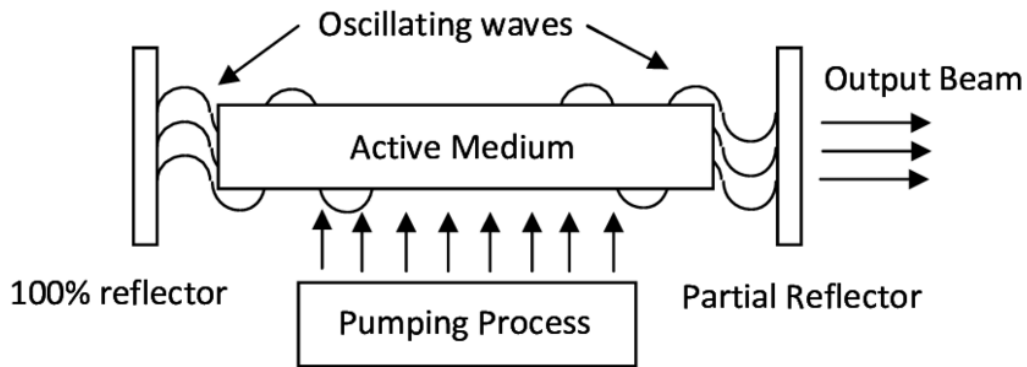 Oscillating waves
Output Beam
Active Medium
100% reflector
Partial Reflector
Pumping Process